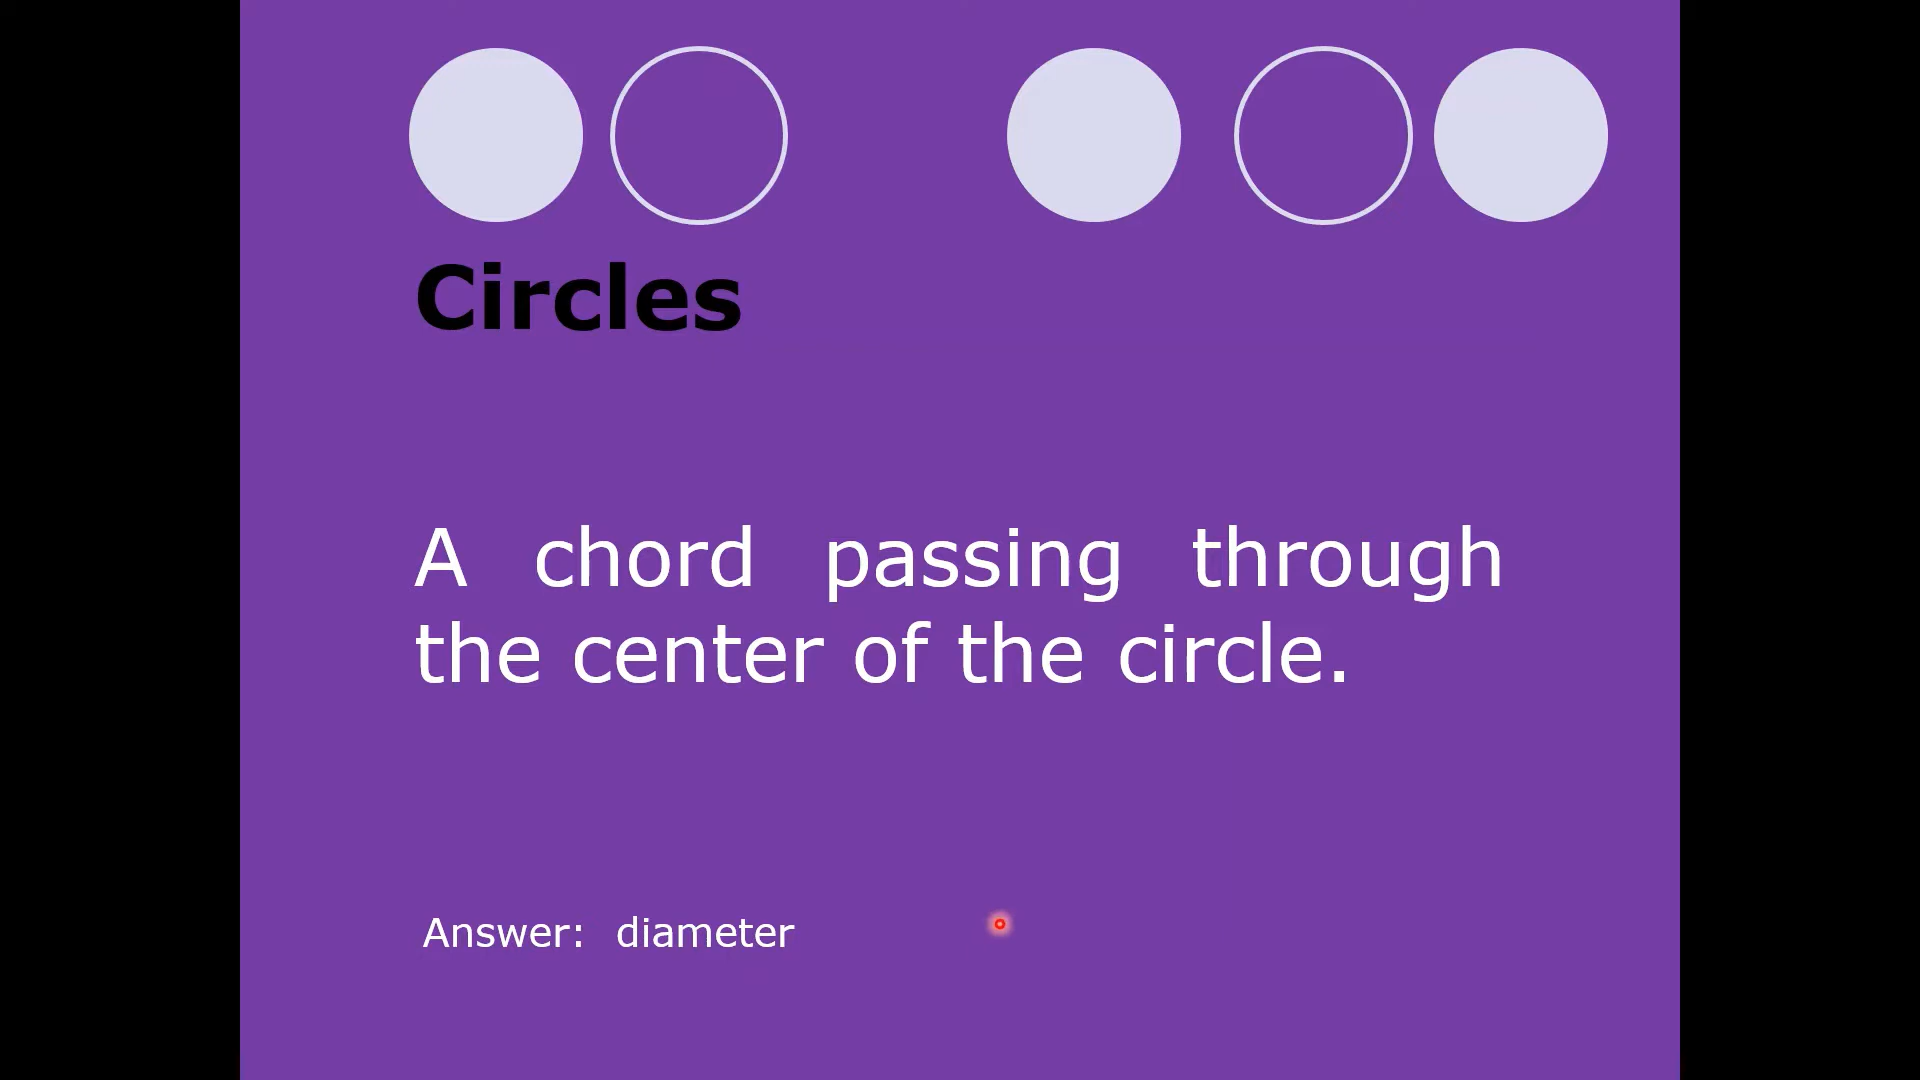 Circles
A chord passing through
the center of the circle.
Answer: diameter